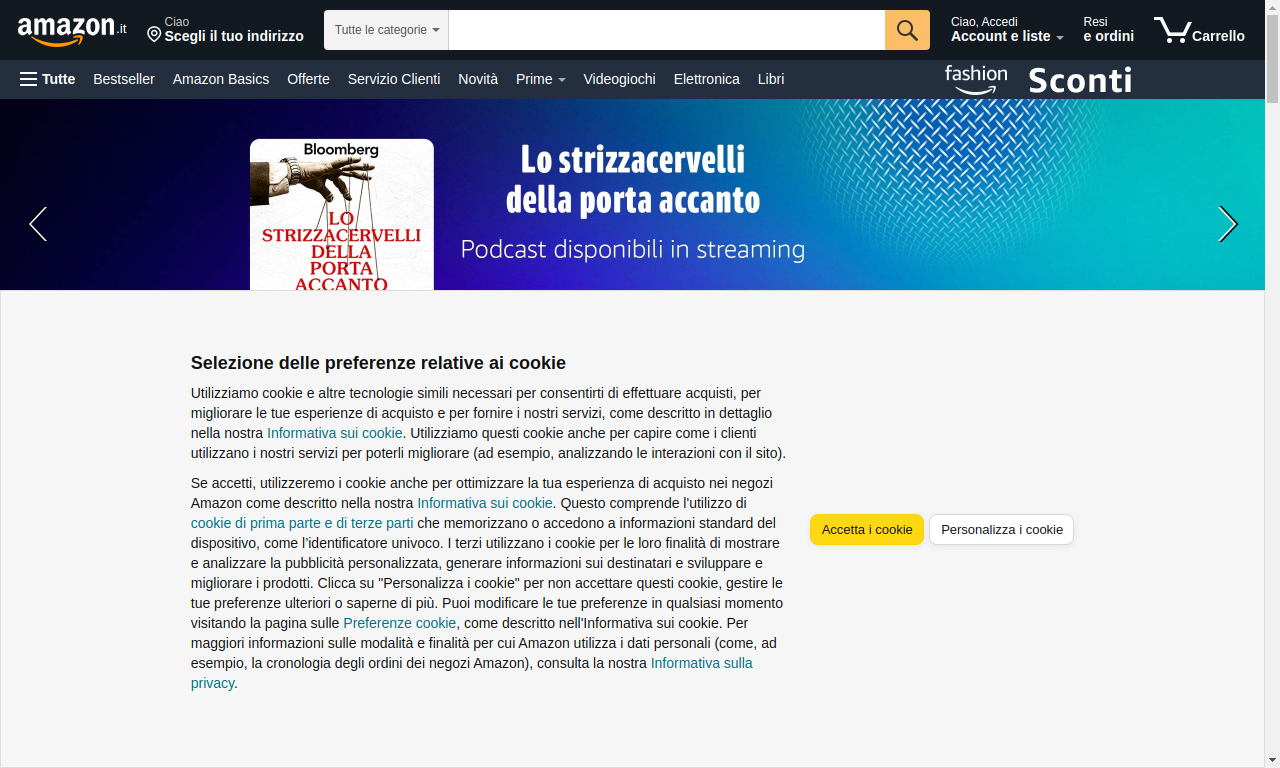 amazon.it
Ciao
Scegli il tuo indirizzo
Tutte le categorie
Ciao, Accedi
Account e liste
Resi
e ordini
Carrello
Tutte
Bestseller
Amazon Basics
Offerte
Servizio Clienti
Novità
Prime
Videogiochi
Elettronica
Libri
fashion
Sconti
Bloomberg
LO
STRIZZACERVELLI
DELLA
PORTA
ACCANTO
Lo strizzacervelli
della porta accanto
Podcast disponibili in streaming
Selezione delle preferenze relative ai cookie
Utilizziamo cookie e altre tecnologie simili necessari per consentirti di effettuare acquisti, per
migliorare le tue esperienze di acquisto e per fornire i nostri servizi, come descritto in dettaglio
nella nostra Informativa sui cookie. Utilizziamo questi cookie anche per capire come i clienti
utilizzano i nostri servizi per poterli migliorare (ad esempio, analizzando le interazioni con il sito).
Se accetti, utilizzeremo i cookie anche per ottimizzare la tua esperienza di acquisto nei negozi
Amazon come descritto nella nostra Informativa sui cookie. Questo comprende l'utilizzo di
cookie di prima parte e di terze parti che memorizzano o accedono a informazioni standard del
dispositivo, come l’identificatore univoco. I terzi utilizzano i cookie per le loro finalità di mostrare
e analizzare la pubblicità personalizzata, generare informazioni sui destinatari e sviluppare e
migliorare i prodotti. Clicca su "Personalizza i cookie" per non accettare questi cookie, gestire le
tue preferenze ulteriori o saperne di più. Puoi modificare le tue preferenze in qualsiasi momento
visitando la pagina sulle Preferenze cookie, come descritto nell'Informativa sui cookie. Per
maggiori informazioni sulle modalità e finalità per cui Amazon utilizza i dati personali (come, ad
esempio, la cronologia degli ordini dei negozi Amazon), consulta la nostra Informativa sulla
privacy.
Accetta i cookie
Personalizza i cookie